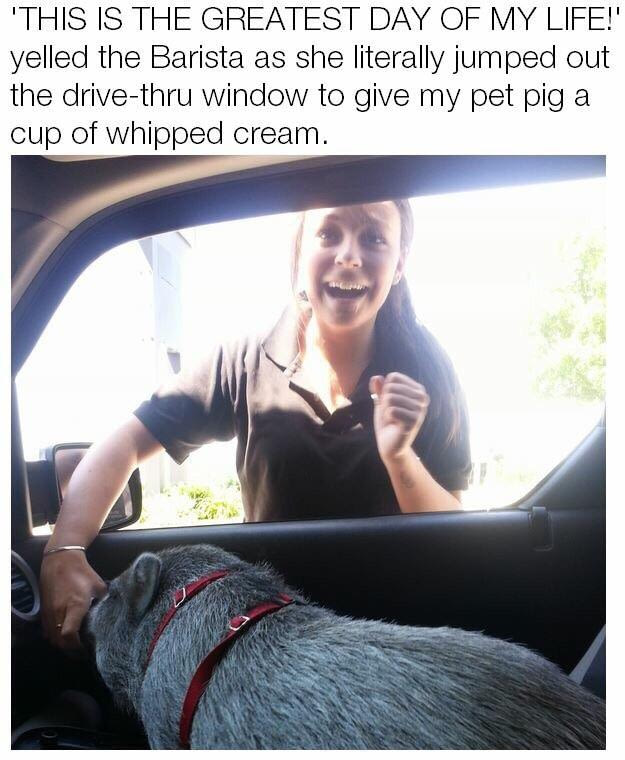 'THIS IS THE GREATEST DAY OF MY LIFE!'
yelled the Barista as she literally jumped out
the drive-thru window to give my pet pig a
cup of whipped cream.